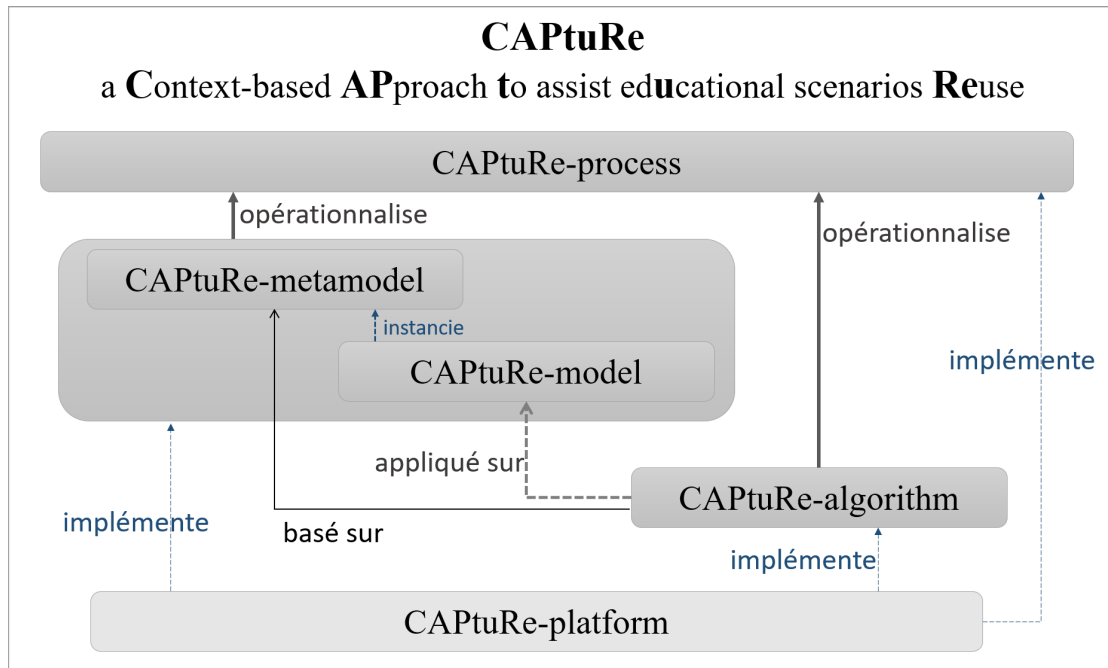 CAPtuRe
a Context-based APproach to assist educational scenarios Reuse
CAPtuRe-process
opérationnalise
opérationnalise
CAPtuRe-metamodel
instancie
CAPtuRe-model
implémente
appliqué sur
CAPtuRe-algorithm
implémente
basé sur
implémente
CAPtuRe-platform